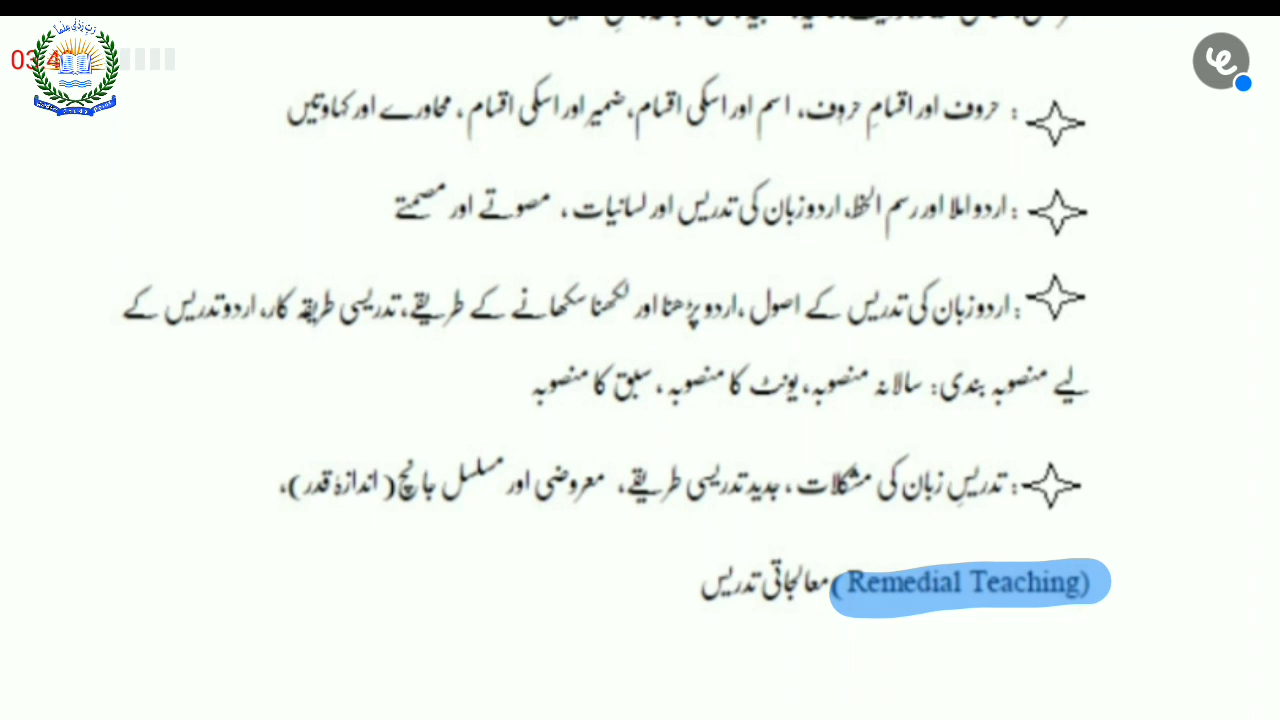 : حروف اور اقسامِ حروف، اسم اور اسکی اقسام، ضمیر اور اسکی اقسام، محاورے اور کہاوتیں
: اردو املا اور رسم الخط، اردو زبان کی تدریس اور لسانیات، مصوتے اور مصمتے
: اردو زبان کی تدریس کے اصول، اردو پڑھنا اور لکھنا سکھانے کے طریقے، تدریسی طریقہ کار، اردو تدریس کے
لیے منصوبہ بندی: سالانہ منصوبہ، یونٹ کا منصوبہ، سبق کا منصوبہ
: تدریسِ زبان کی مشکلات، جدید تدریسی طریقے، معروضی اور مسلسل جانچ (اندازۂ قدر)،
(Remedial Teaching) معالجاتی تدریس